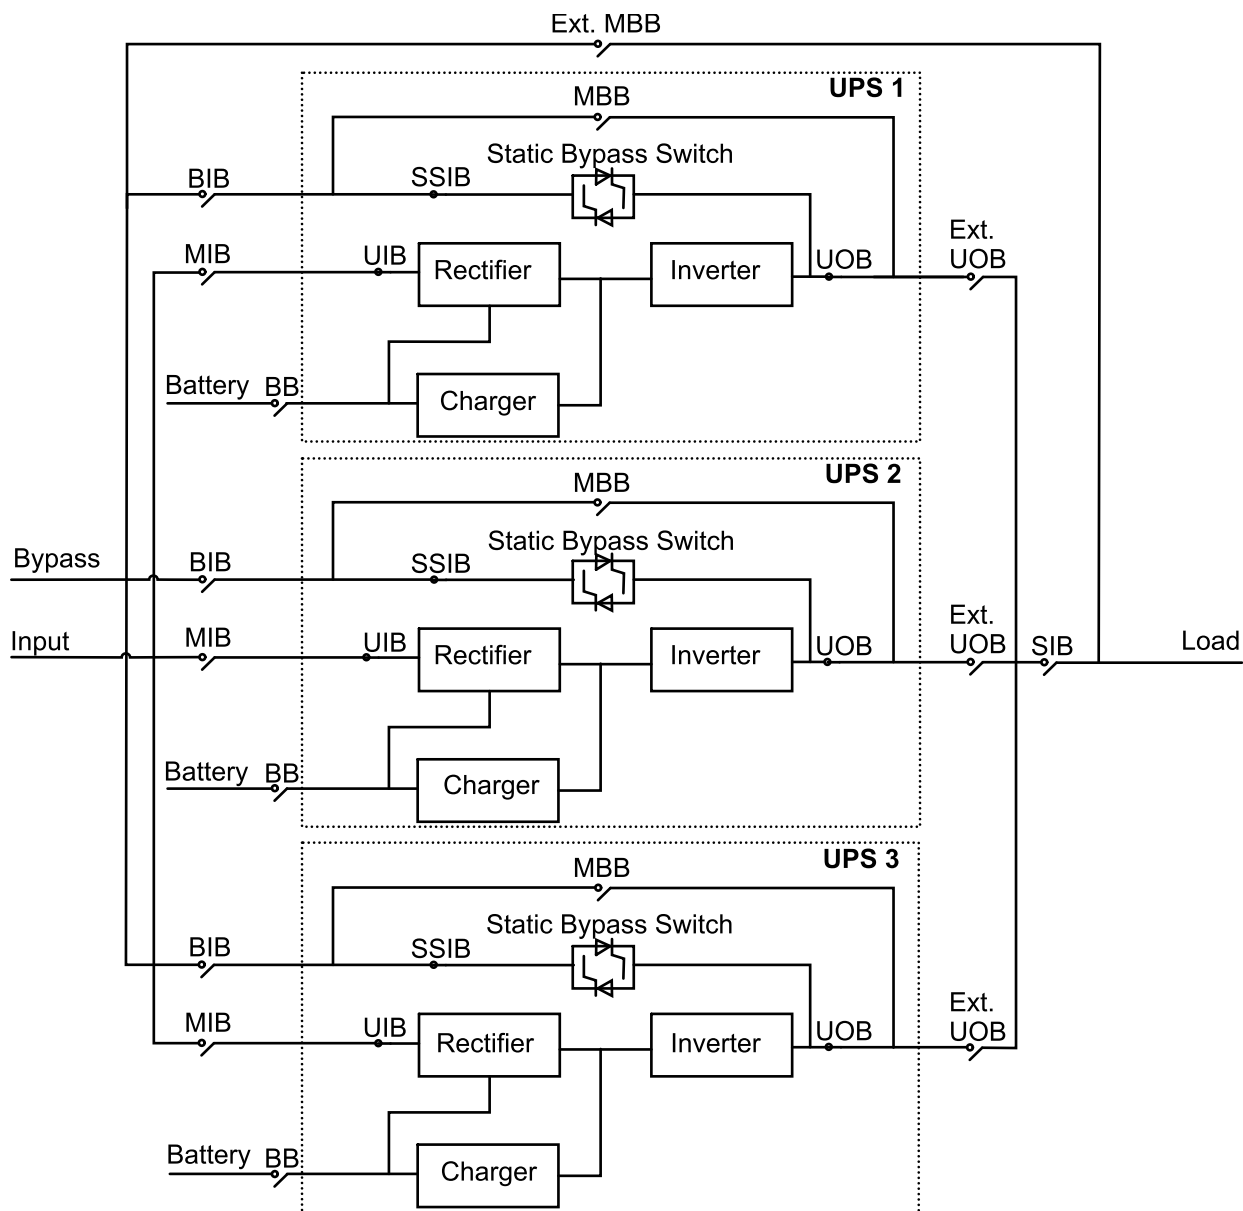 Ext. MBB
UPS 1
MBB
Static Bypass Switch
BIB
SSIB
MIB
UIB
Rectifier
Inverter
UOB
Ext.
UOB
Battery
BB
Charger
UPS 2
MBB
Static Bypass Switch
Bypass
BIB
SSIB
Input
MIB
UIB
Rectifier
Inverter
UOB
Ext.
UOB
SIB
Load
Battery
BB
Charger
UPS 3
MBB
Static Bypass Switch
BIB
SSIB
MIB
UIB
Rectifier
Inverter
UOB
Ext.
UOB
Battery
BB
Charger